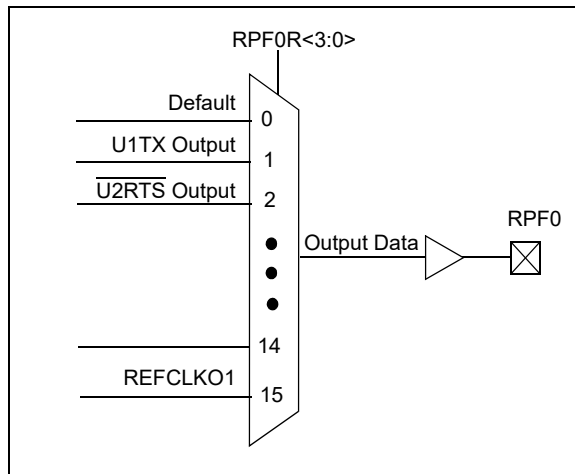 RPF0R<3:0>
Default
0
U1TX Output
1
U2RTS Output
2
Output Data
RPF0
14
REFCLKO1
15